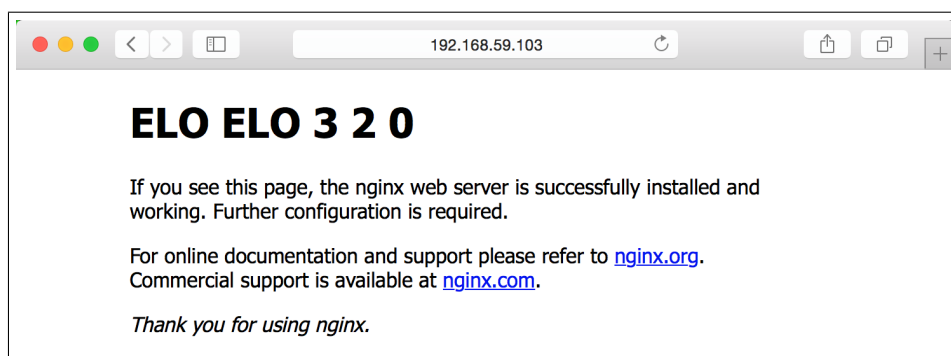 192.168.59.103
ELO ELO 3 2 0
If you see this page, the nginx web server is successfully installed and
working. Further configuration is required.
For online documentation and support please refer to nginx.org.
Commercial support is available at nginx.com.
Thank you for using nginx.